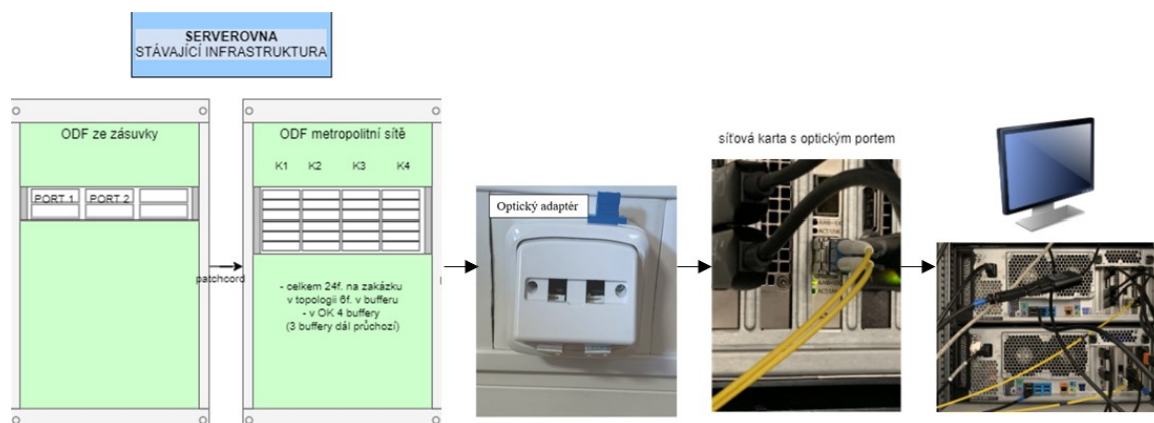 SERVEROVNA
STÁVAJÍCÍ INFRASTRUKTURA
ODF ze zásuvky
PORT 1 PORT 2
patchcord
ODF metropolitní sítě
K1 K2 K3 K4
- celkem 24f. na zakázku
v topologii 6f. v bufferu
- v OK 4 buffery
(3 buffery dál průchozí)
Optický adaptér
síťová karta s optickým portem